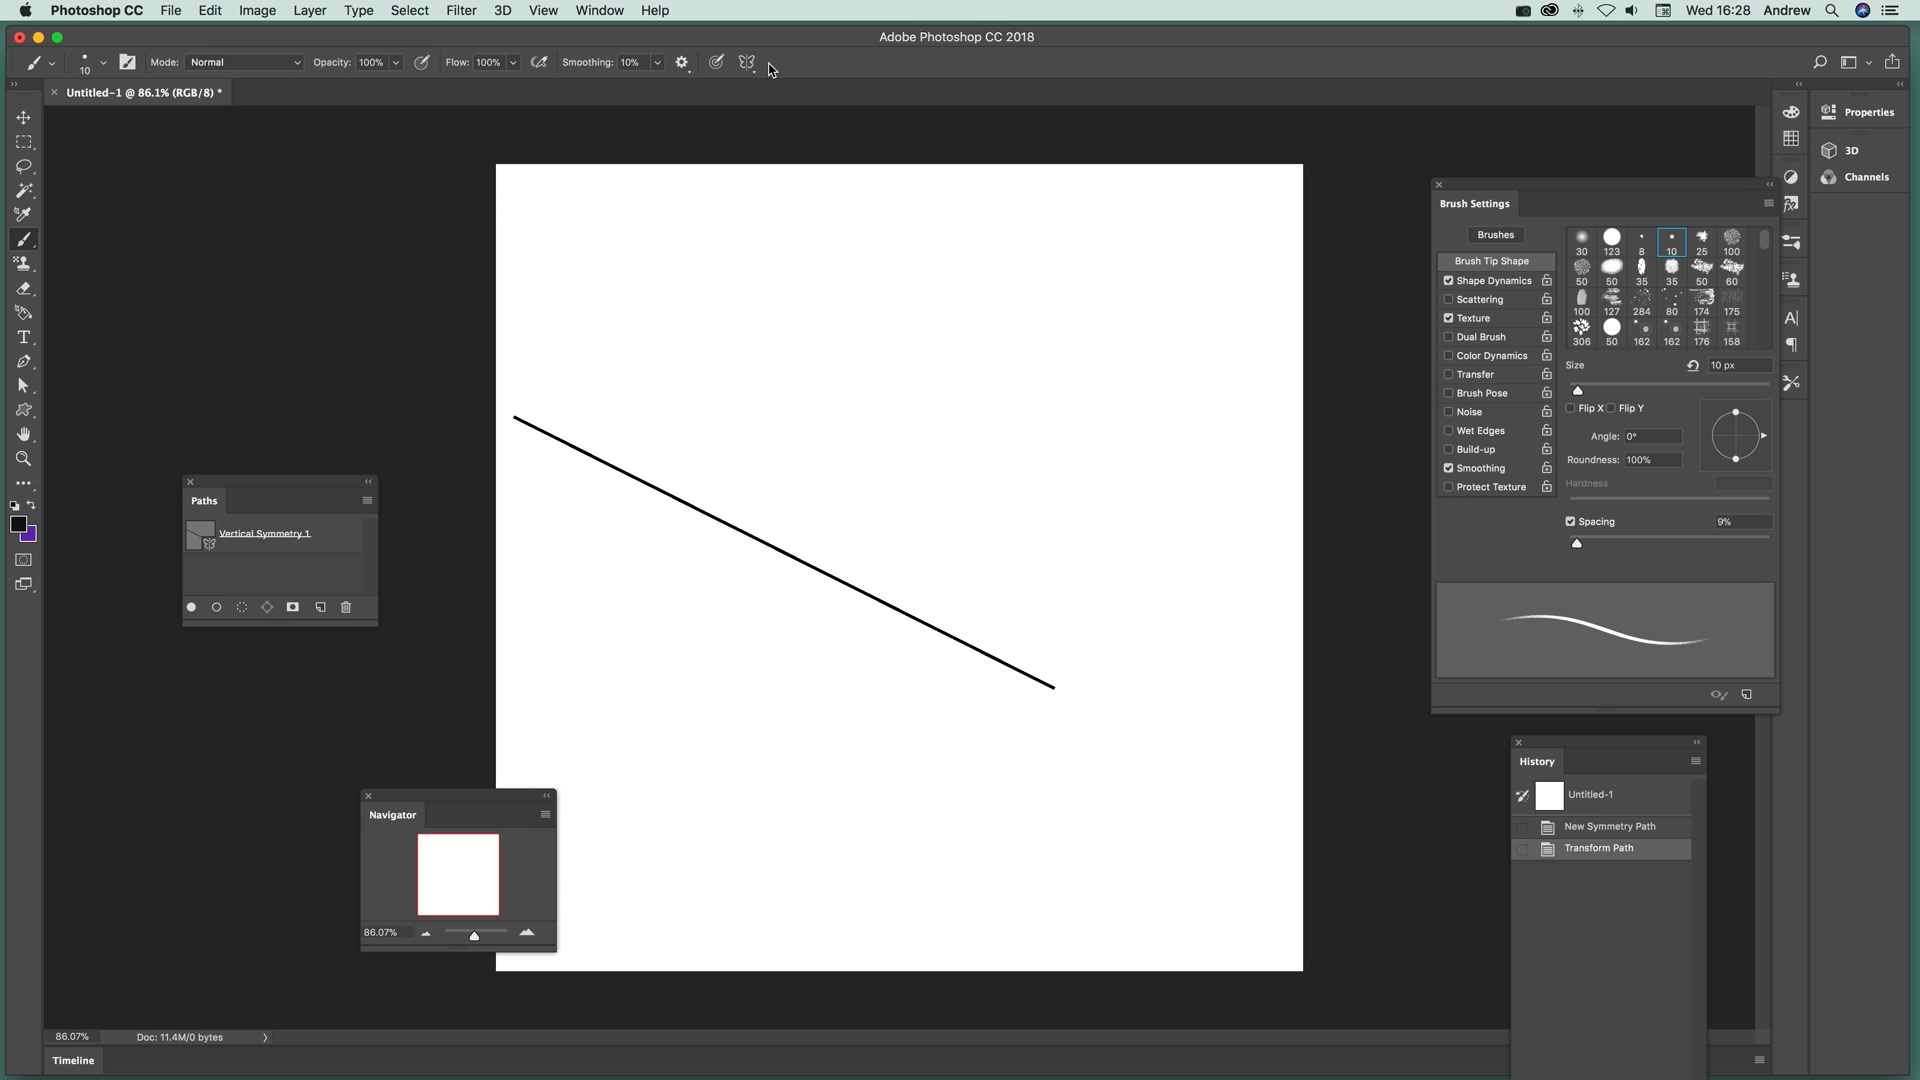 Photoshop CC File Edit Image Layer Type Select Filter 3D View Window Help Wed 16:28 Andrew
Adobe Photoshop CC 2018
10 Mode: Normal Opacity: 100% Flow: 100% Smoothing: 10%
Untitled-1 @ 86.1% (RGB/8) *
Properties
3D
Channels
Brush Settings
Brushes
Brush Tip Shape
Shape Dynamics
Scattering
Texture
Dual Brush
Color Dynamics
Transfer
Brush Pose
Noise
Wet Edges
Build-up
Smoothing
Protect Texture
30 123 8 10 25 100
50 50 35 35 50 60
100 127 284 80 174 175
306 50 162 162 176 158
Size 10 px
Flip X Flip Y
Angle: 0°
Roundness: 100%
Hardness
Spacing 9%
Paths
Vertical Symmetry 1
Navigator
86.07%
History
Untitled-1
New Symmetry Path
Transform Path
86.07% Doc: 11.4M/0 bytes
Timeline